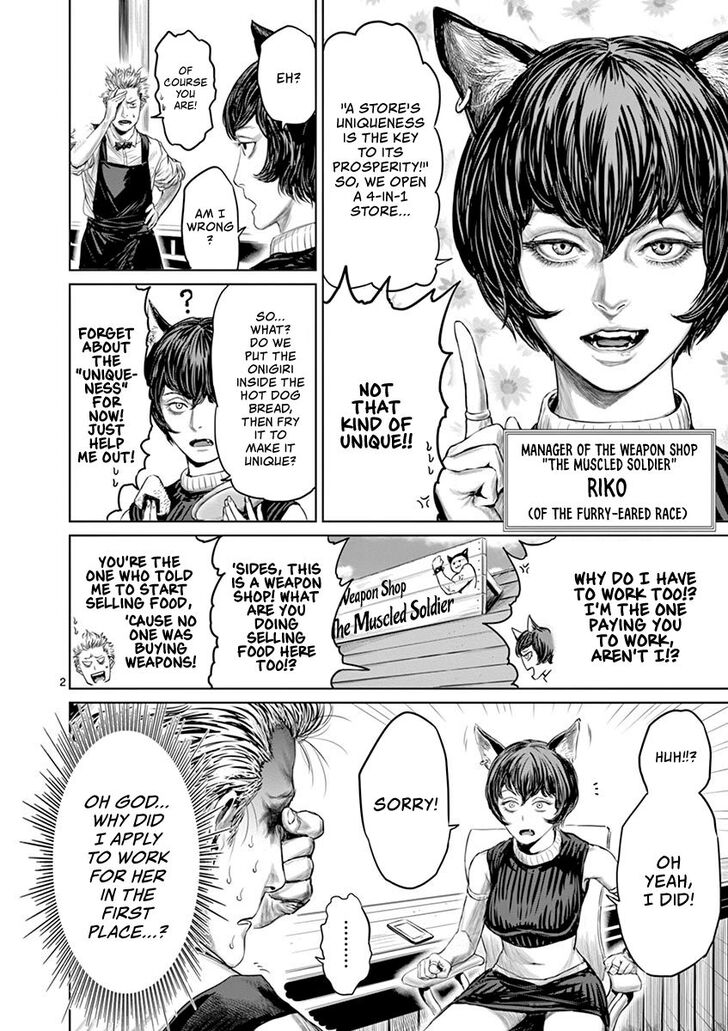 "A STORE'S
UNIQUENESS
IS THE KEY
TO ITS
PROSPERITY!"
SO, WE OPEN
A 4-IN-1
STORE...
NOT
THAT
KIND OF
UNIQUE!!
MANAGER OF THE WEAPON SHOP
"THE MUSCLED SOLDIER"
RIKO
(OF THE FURRY-EARED RACE)
EH?
OF
COURSE
YOU
ARE!
AM I
WRONG
?
SO...
WHAT?
DO WE
PUT THE
ONIGIRI
INSIDE THE
HOT DOG
BREAD,
THEN FRY
IT TO
MAKE IT
UNIQUE?
?
FORGET
ABOUT
THE
"UNIQUE-
NESS"
FOR
NOW!
JUST
HELP
ME OUT!
WHY DO I HAVE
TO WORK TOO!?
I'M THE ONE
PAYING YOU
TO WORK,
AREN'T I!?
Weapon Shop
The Muscled Soldier
'SIDES, THIS
IS A WEAPON
SHOP! WHAT
ARE YOU
DOING
SELLING
FOOD HERE
TOO!?
YOU'RE THE
ONE WHO TOLD
ME TO START
SELLING FOOD,
'CAUSE NO
ONE WAS
BUYING
WEAPONS!
2
HUH!!?
OH
YEAH,
I DID!
SORRY!
.........
OH GOD...
WHY DID
I APPLY
TO WORK
FOR HER
IN THE
FIRST
PLACE...?